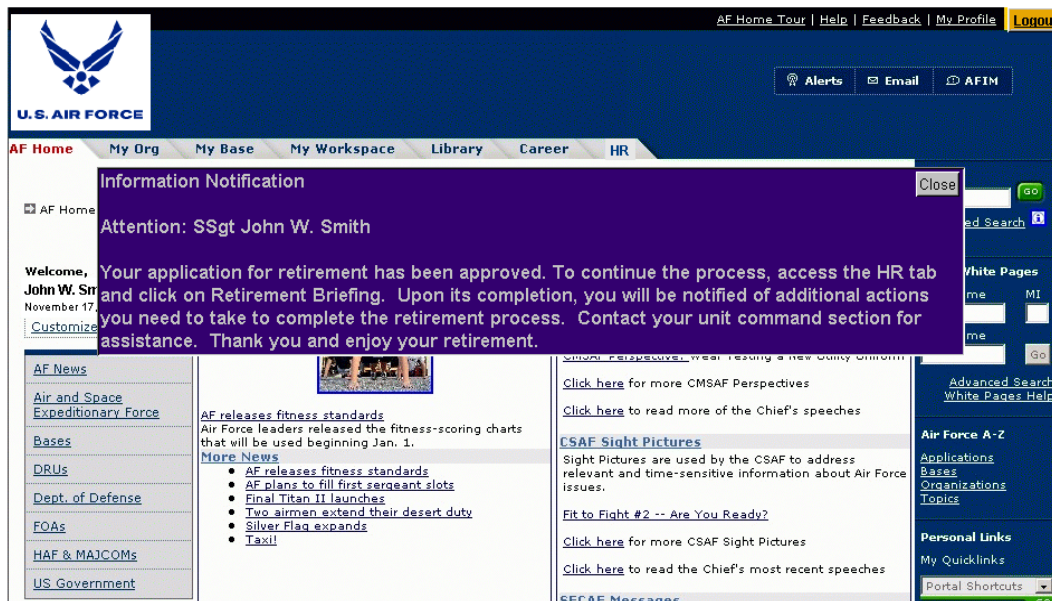 AF Home Tour | Help | Feedback | My Profile
Logou
U.S. AIR FORCE
Alerts Email AFIM
AF Home My Org My Base My Workspace Library Career HR
Information Notification
Close
Attention: SSgt John W. Smith
Your application for retirement has been approved. To continue the process, access the HR tab
and click on Retirement Briefing. Upon its completion, you will be notified of additional actions
you need to take to complete the retirement process. Contact your unit command section for
assistance. Thank you and enjoy your retirement.
AF Home
Welcome,
John W. Sm
November 17,
Customize
AF News
Air and Space
Expeditionary Force
Bases
DRUs
Dept. of Defense
FOAs
HAF & MAJCOMs
US Government
AF releases fitness standards
Air Force leaders released the fitness-scoring charts
that will be used beginning Jan. 1.
More News
AF releases fitness standards
AF plans to fill first sergeant slots
Final Titan II launches
Two airmen extend their desert duty
Silver Flag expands
Taxi!
CMSAF Perspective: Wear Testing a New Utility Uniform
Click here for more CMSAF Perspectives
Click here to read more of the Chief's speeches
CSAF Sight Pictures
Sight Pictures are used by the CSAF to address
relevant and time-sensitive information about Air Force
issues.
Fit to Fight #2 -- Are You Ready?
Click here for more CSAF Sight Pictures
Click here to read the Chief's most recent speeches
SECAF Messages
GO
ed Search
White Pages
me MI
me
Go
Advanced Search
White Pages Help
Air Force A-Z
Applications
Bases
Organizations
Topics
Personal Links
My Quicklinks
Portal Shortcuts